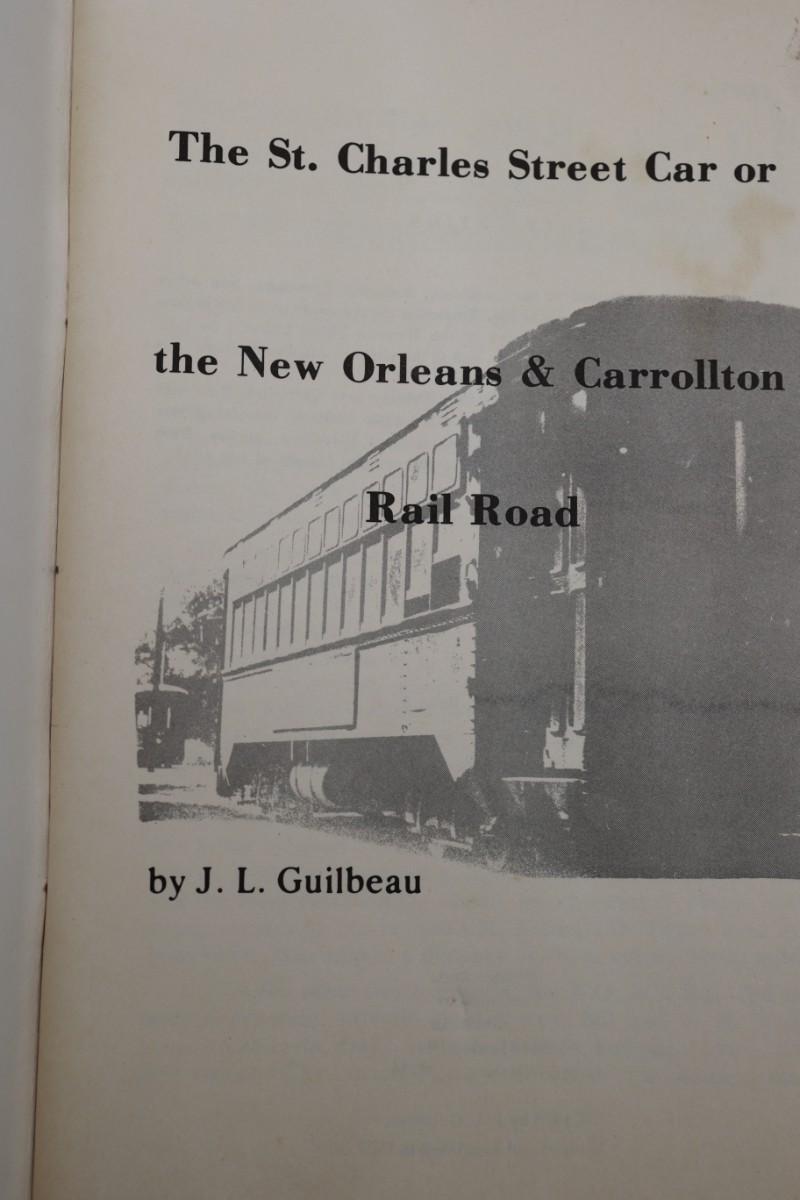 The St. Charles Street Car or
the New Orleans & Carrollton
Rail Road
by J. L. Guilbeau